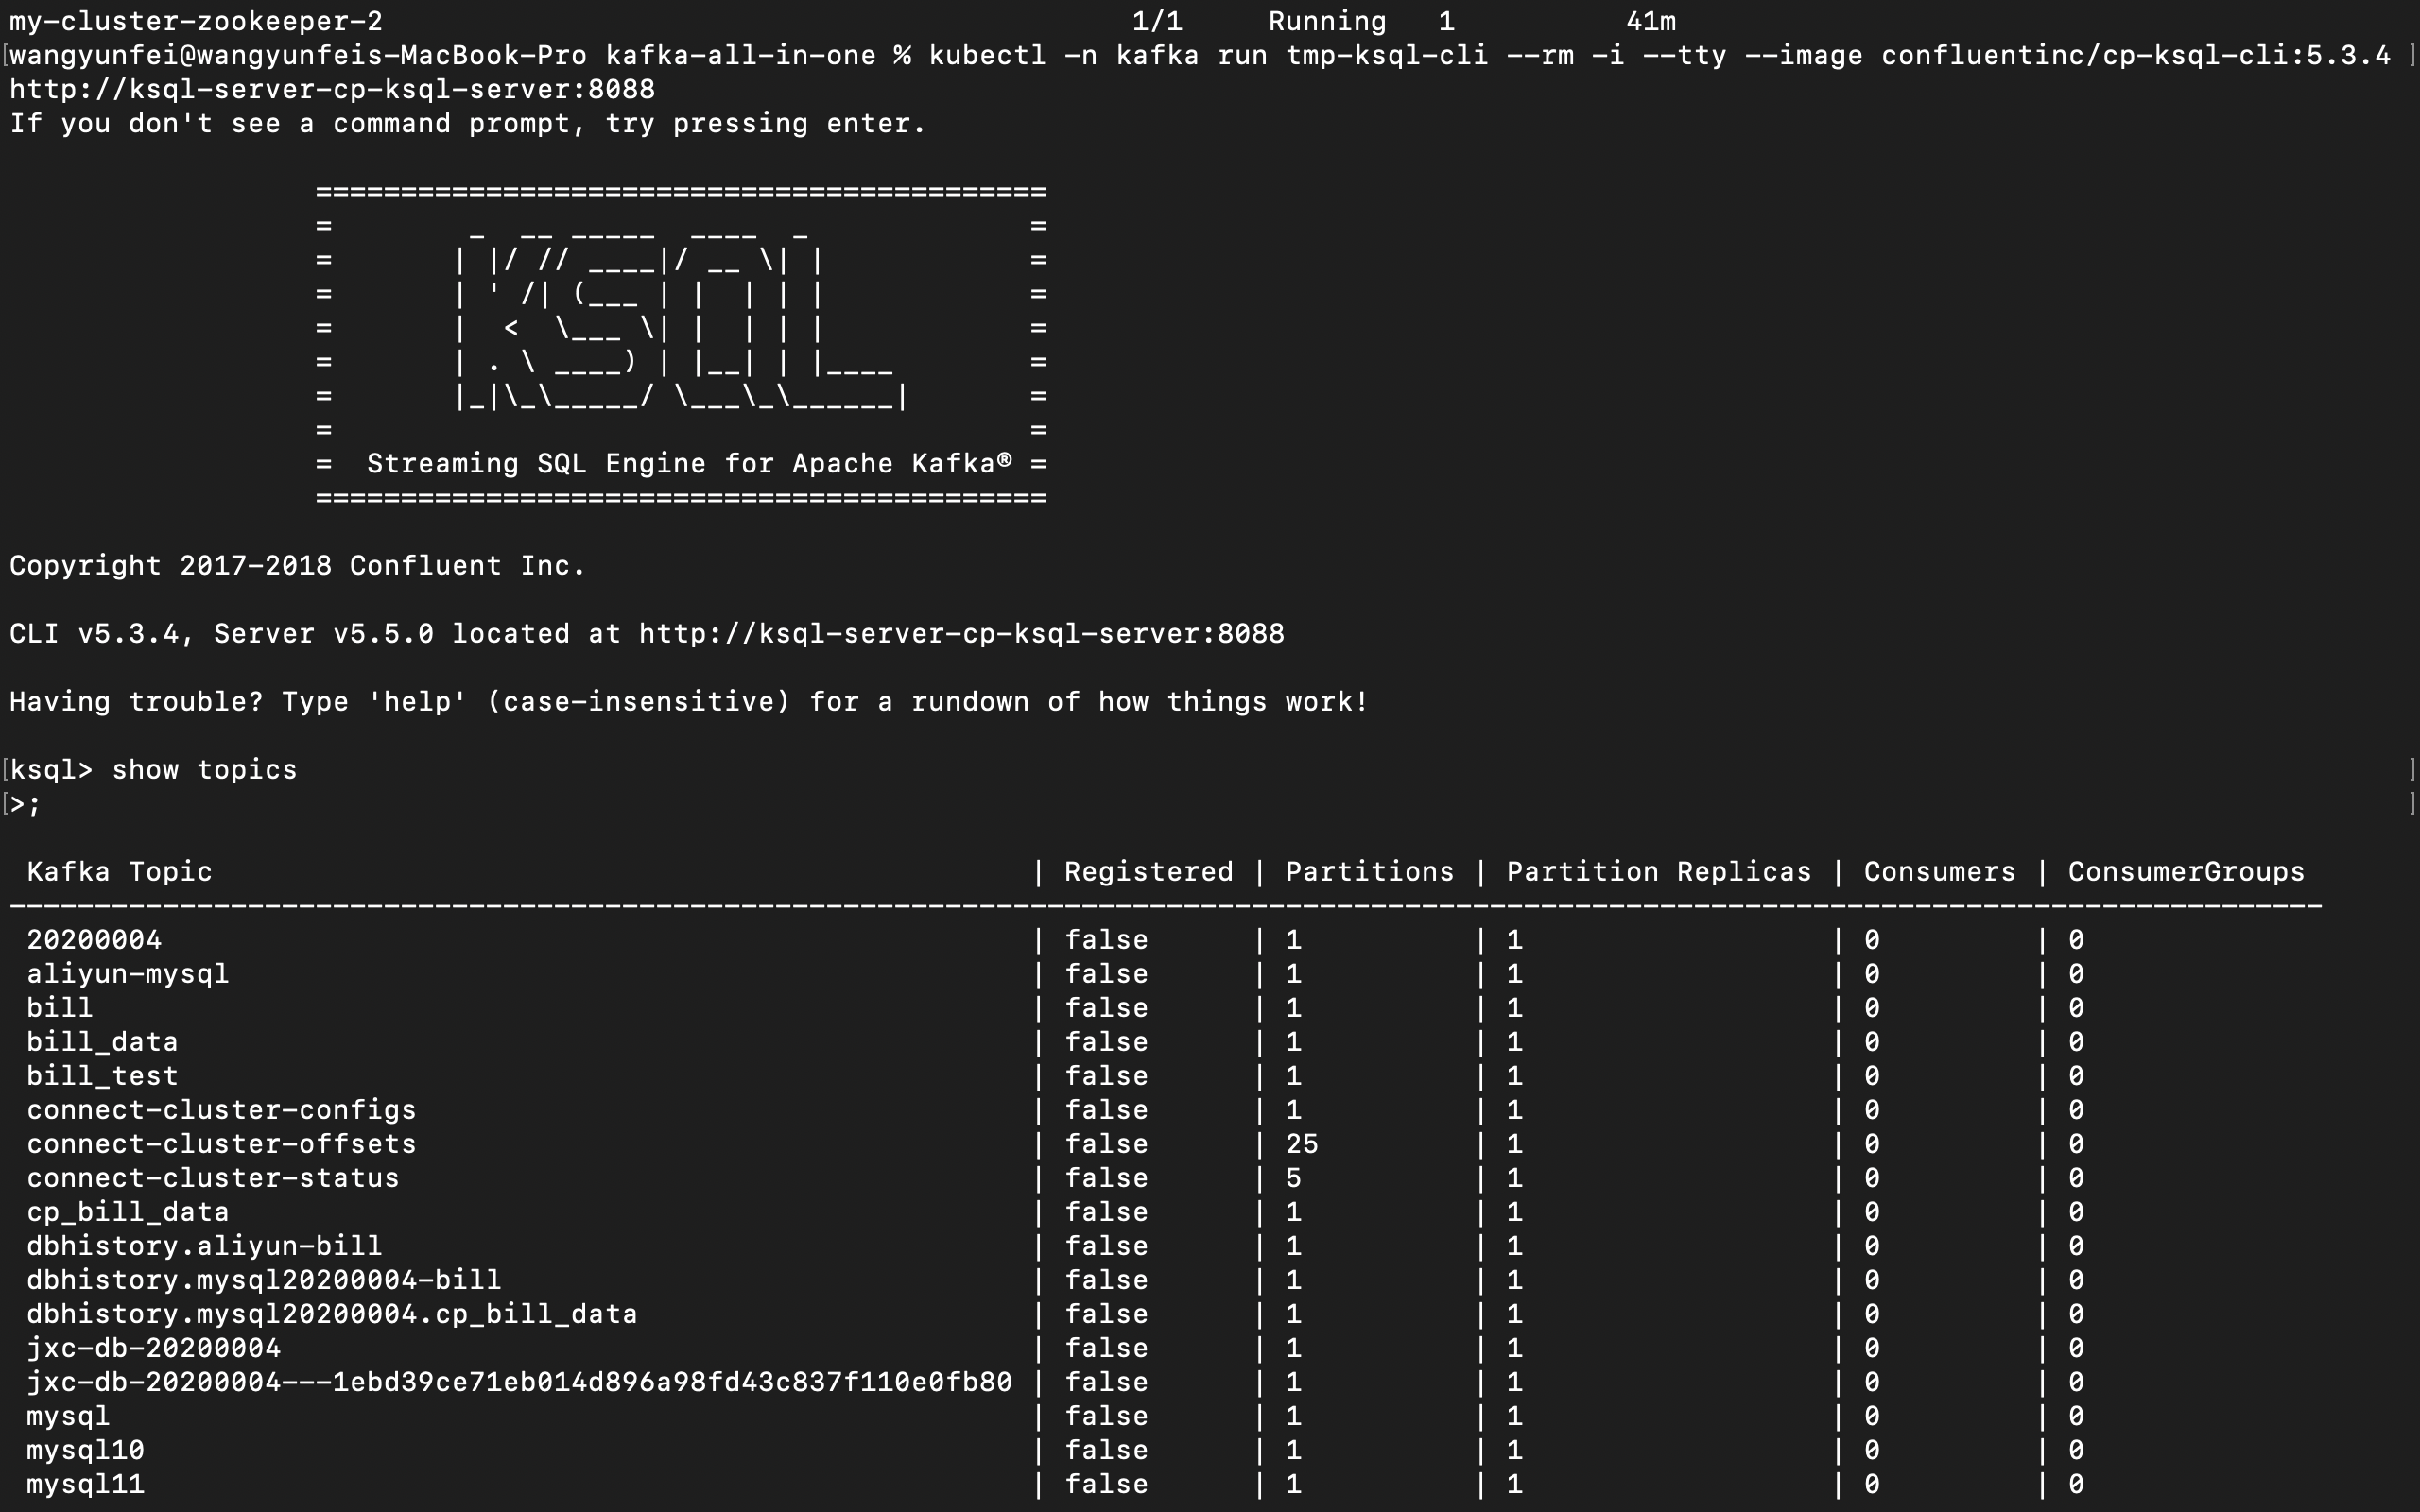 my-cluster-zookeeper-2                                            1/1     Running   1          41m
[wangyunfei@wangyunfeis-MacBook-Pro kafka-all-in-one % kubectl -n kafka run tmp-ksql-cli --rm -i --tty --image confluentinc/cp-ksql-cli:5.3.4 ]
http://ksql-server-cp-ksql-server:8088
If you don't see a command prompt, try pressing enter.

                  ===========================================
                  =        _  __ _____  ____  _             =
                  =       | |/ // ____|/ __ \| |            =
                  =       | ' /| (___ | |  | | |            =
                  =       |  <  \___ \| |  | | |            =
                  =       | . \ ____) | |__| | |____        =
                  =       |_|\_\_____/ \___\_\______|       =
                  =                                         =
                  =  Streaming SQL Engine for Apache Kafka® =
                  ===========================================

Copyright 2017-2018 Confluent Inc.

CLI v5.3.4, Server v5.5.0 located at http://ksql-server-cp-ksql-server:8088

Having trouble? Type 'help' (case-insensitive) for a rundown of how things work!

[ksql> show topics ]
[>; ]

 Kafka Topic                                                | Registered | Partitions | Partition Replicas | Consumers | ConsumerGroups
----------------------------------------------------------------------------------------------------------------------------------------
 20200004                                                   | false      | 1          | 1                  | 0         | 0
 aliyun-mysql                                               | false      | 1          | 1                  | 0         | 0
 bill                                                       | false      | 1          | 1                  | 0         | 0
 bill_data                                                  | false      | 1          | 1                  | 0         | 0
 bill_test                                                  | false      | 1          | 1                  | 0         | 0
 connect-cluster-configs                                    | false      | 1          | 1                  | 0         | 0
 connect-cluster-offsets                                    | false      | 25         | 1                  | 0         | 0
 connect-cluster-status                                     | false      | 5          | 1                  | 0         | 0
 cp_bill_data                                               | false      | 1          | 1                  | 0         | 0
 dbhistory.aliyun-bill                                      | false      | 1          | 1                  | 0         | 0
 dbhistory.mysql20200004-bill                               | false      | 1          | 1                  | 0         | 0
 dbhistory.mysql20200004.cp_bill_data                       | false      | 1          | 1                  | 0         | 0
 jxc-db-20200004                                            | false      | 1          | 1                  | 0         | 0
 jxc-db-20200004---1ebd39ce71eb014d896a98fd43c837f110e0fb80 | false      | 1          | 1                  | 0         | 0
 mysql                                                      | false      | 1          | 1                  | 0         | 0
 mysql10                                                    | false      | 1          | 1                  | 0         | 0
 mysql11                                                    | false      | 1          | 1                  | 0         | 0